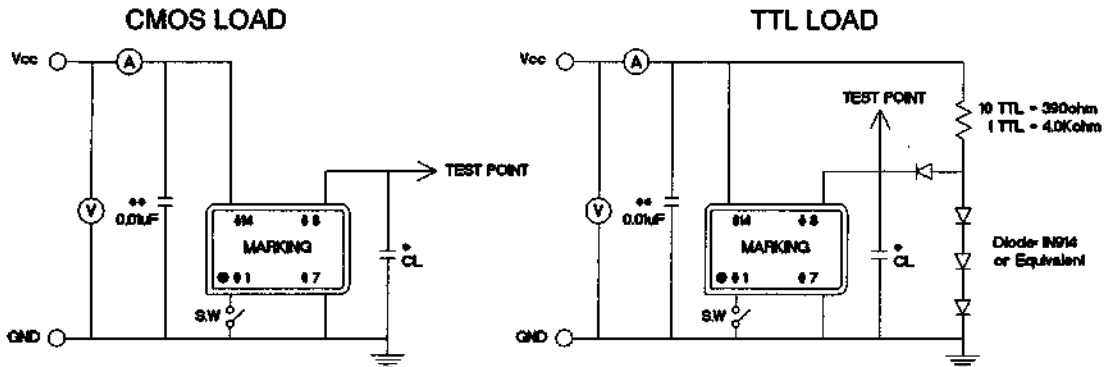 CMOS LOAD
Vcc
A
TEST POINT
V
**
0.01uF
#14
#8
MARKING
#1
#7
*
CL
S.W
GND
TTL LOAD
Vcc
A
TEST POINT
10 TTL = 390ohm
1 TTL = 4.0Kohm
V
**
0.01uF
#14
#8
MARKING
#1
#7
*
CL
Diode: IN914
or Equivalent
S.W
GND